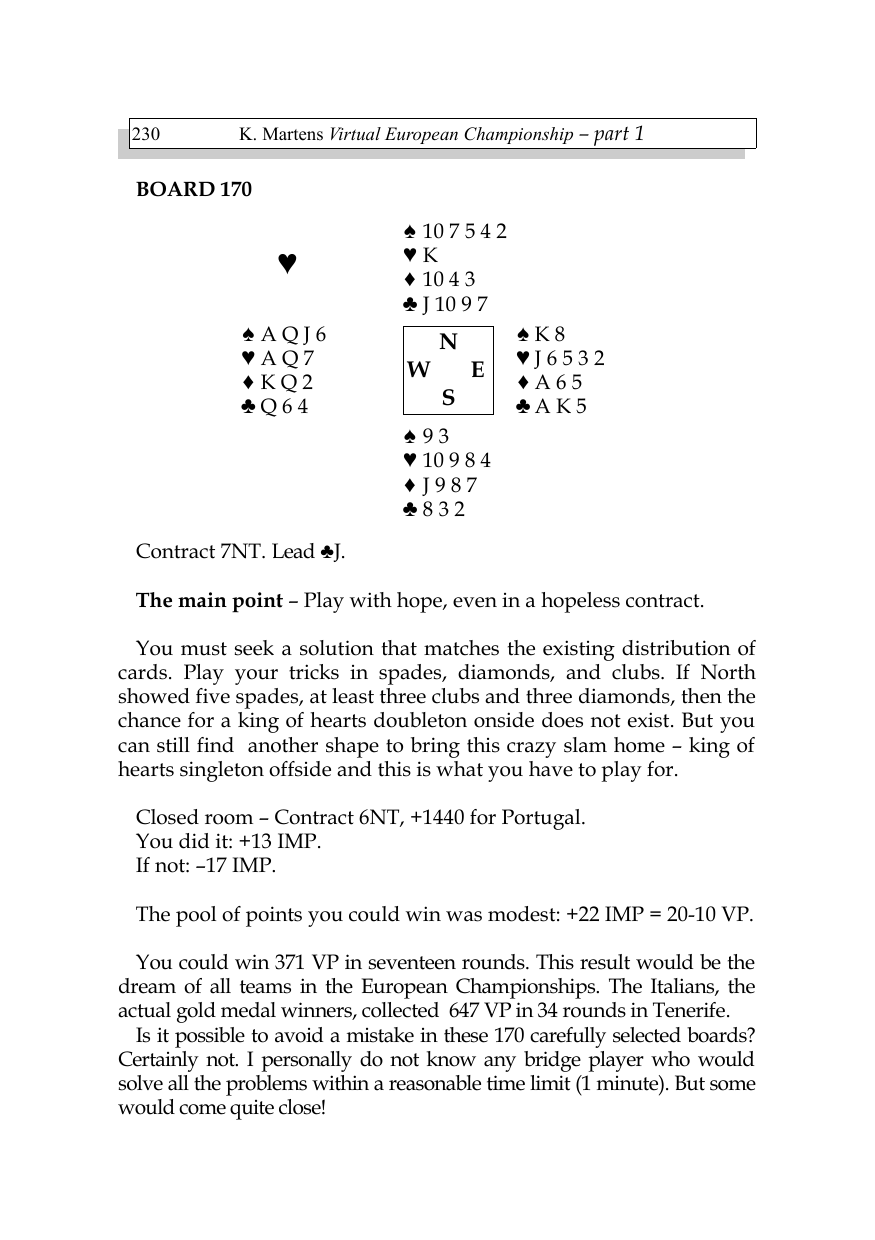 230 K. Martens Virtual European Championship – part 1
BOARD 170
♥
♠ 10 7 5 4 2
♥ K
♦ 10 4 3
♣ J 10 9 7
♠ A Q J 6
♥ A Q 7
♦ K Q 2
♣ Q 6 4
N
W E
S
♠ K 8
♥ J 6 5 3 2
♦ A 6 5
♣ A K 5
♠ 9 3
♥ 10 9 8 4
♦ J 9 8 7
♣ 8 3 2
Contract 7NT. Lead ♣J.
The main point – Play with hope, even in a hopeless contract.
You must seek a solution that matches the existing distribution of
cards. Play your tricks in spades, diamonds, and clubs. If North
showed five spades, at least three clubs and three diamonds, then the
chance for a king of hearts doubleton onside does not exist. But you
can still find another shape to bring this crazy slam home – king of
hearts singleton offside and this is what you have to play for.
Closed room – Contract 6NT, +1440 for Portugal.
You did it: +13 IMP.
If not: –17 IMP.
The pool of points you could win was modest: +22 IMP = 20-10 VP.
You could win 371 VP in seventeen rounds. This result would be the
dream of all teams in the European Championships. The Italians, the
actual gold medal winners, collected 647 VP in 34 rounds in Tenerife.
Is it possible to avoid a mistake in these 170 carefully selected boards?
Certainly not. I personally do not know any bridge player who would
solve all the problems within a reasonable time limit (1 minute). But some
would come quite close!